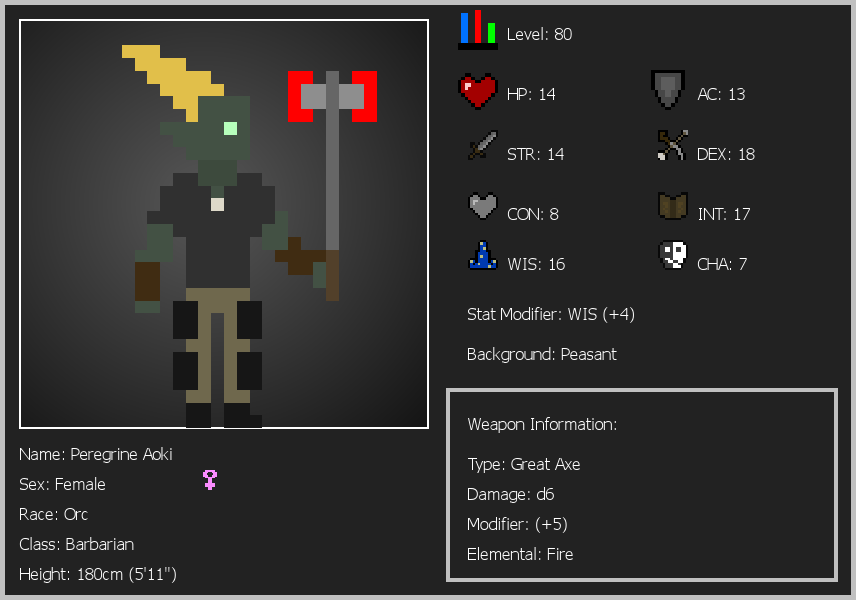 Level: 80
HP: 14
AC: 13
STR: 14
DEX: 18
CON: 8
INT: 17
WIS: 16
CHA: 7
Stat Modifier: WIS (+4)
Background: Peasant
Name: Peregrine Aoki
Sex: Female
Race: Orc
Class: Barbarian
Height: 180cm (5'11")
Weapon Information:
Type: Great Axe
Damage: d6
Modifier: (+5)
Elemental: Fire